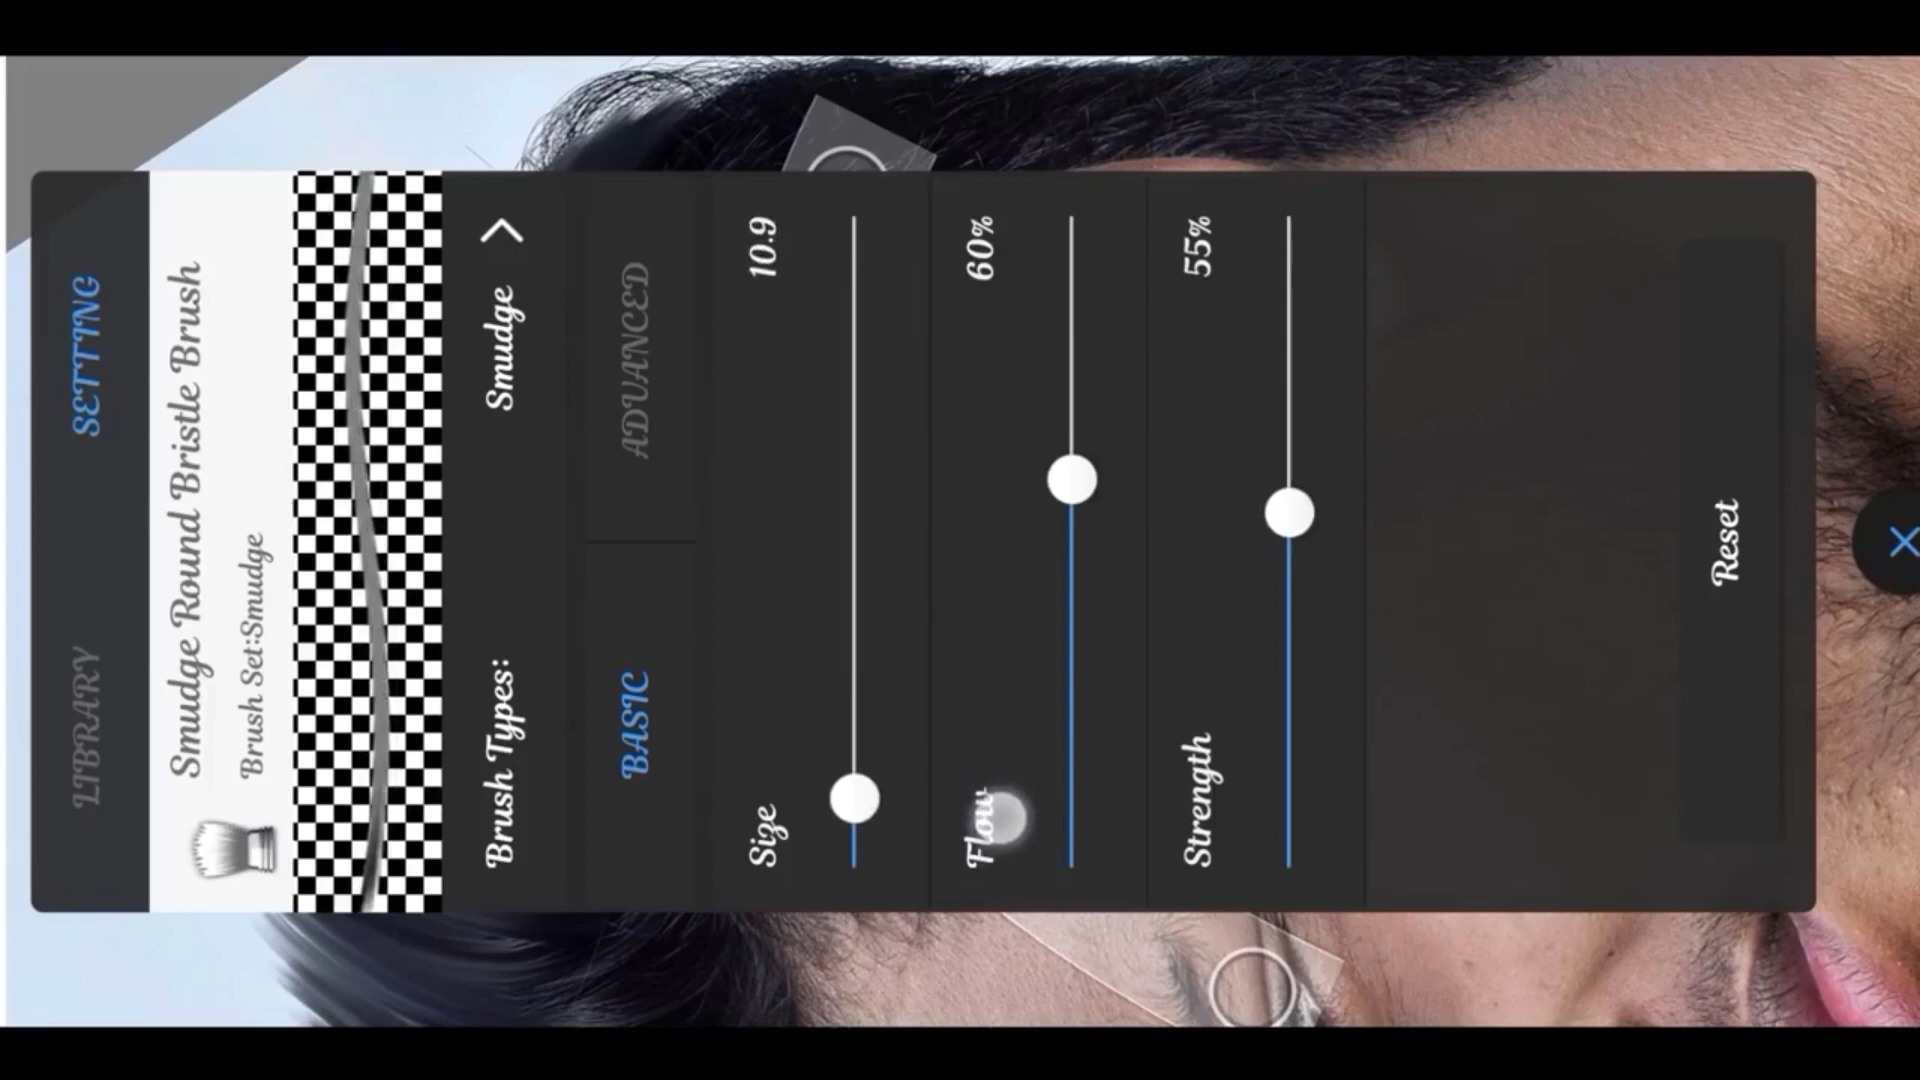 LIBRARY SETTING
Smudge Round Bristle Brush
Brush Set:Smudge
Brush Types: Smudge
BASIC ADVANCED
Size 10.9
Flow 60%
Strength 55%
Reset